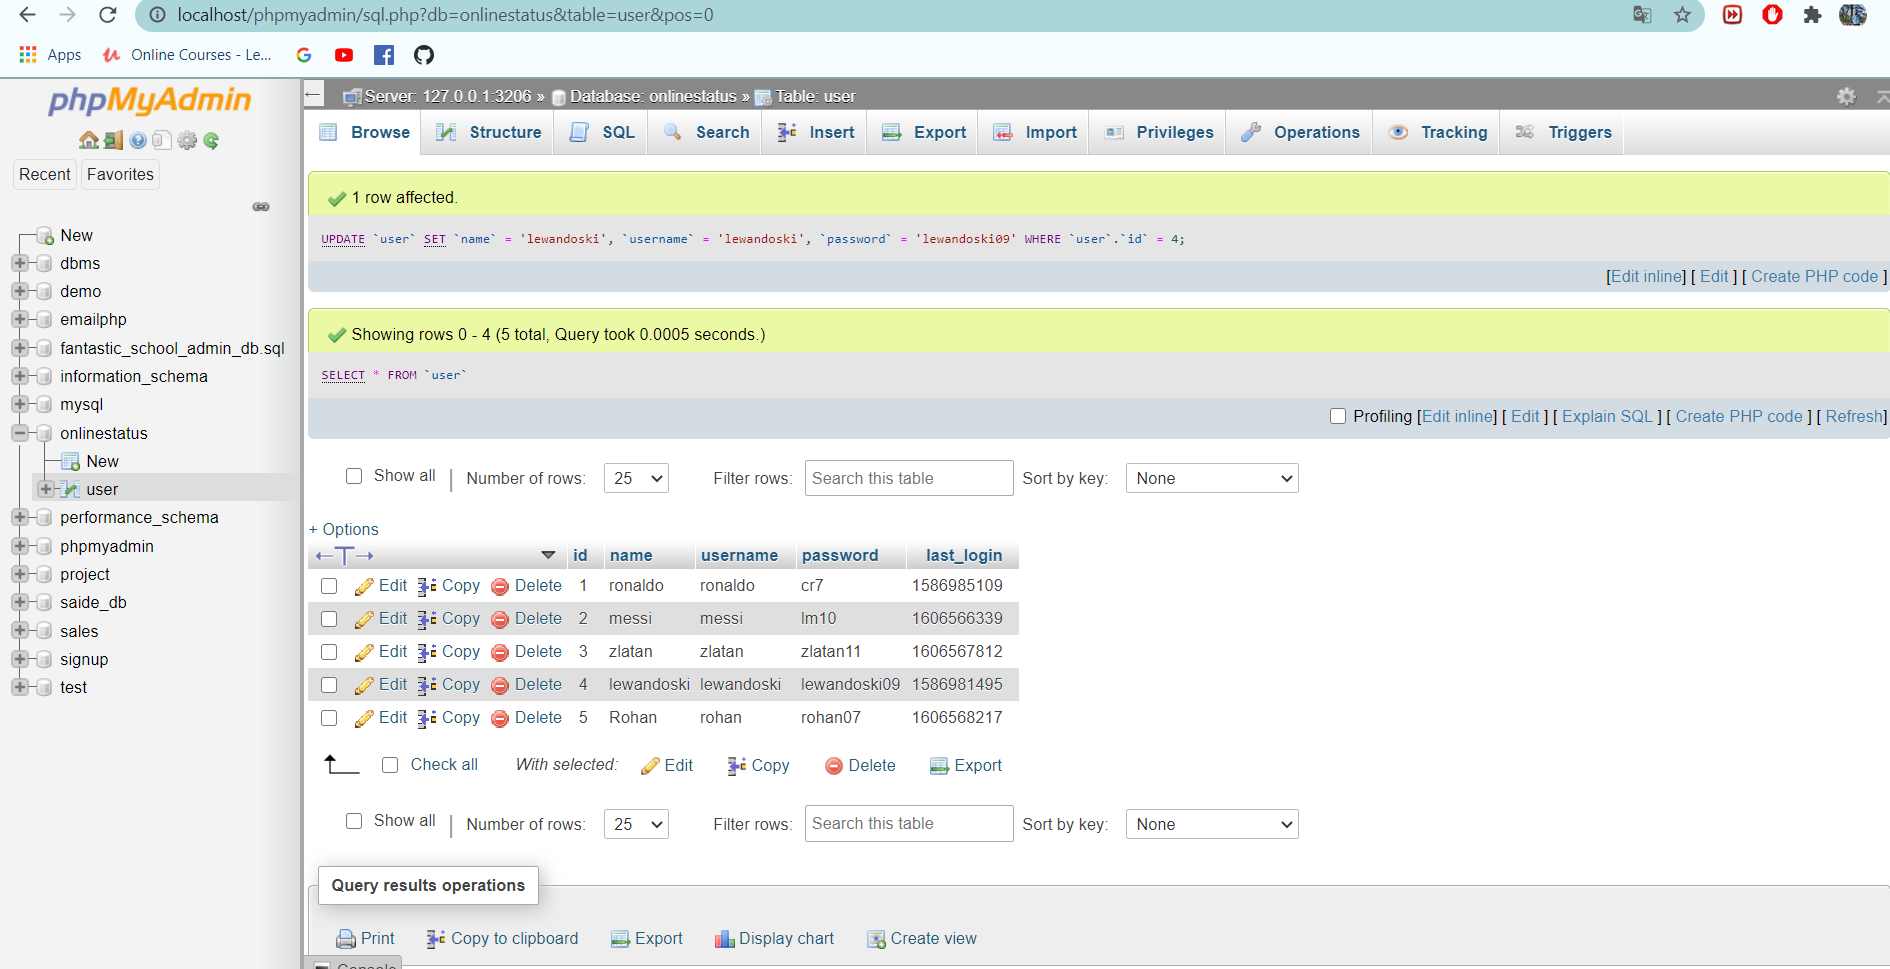 localhost/phpmyadmin/sql.php?db=onlinestatus&table=user&pos=0
Apps Online Courses - Le...
phpMyAdmin
Recent Favorites
New
dbms
demo
emailphp
fantastic_school_admin_db.sql
information_schema
mysql
onlinestatus
New
user
performance_schema
phpmyadmin
project
saide_db
sales
signup
test
Server: 127.0.0.1:3206 » Database: onlinestatus » Table: user
Browse Structure SQL Search Insert Export Import Privileges Operations Tracking Triggers
1 row affected.
UPDATE `user` SET `name` = 'lewandoski', `username` = 'lewandoski', `password` = 'lewandoski09' WHERE `user`.`id` = 4;
[Edit inline] [ Edit ] [ Create PHP code ]
Showing rows 0 - 4 (5 total, Query took 0.0005 seconds.)
SELECT * FROM `user`
Profiling [Edit inline] [ Edit ] [ Explain SQL ] [ Create PHP code ] [ Refresh]
Show all | Number of rows: 25 Filter rows: Search this table Sort by key: None
+ Options
←T→ id name username password last_login
Edit Copy Delete 1 ronaldo ronaldo cr7 1586985109
Edit Copy Delete 2 messi messi lm10 1606566339
Edit Copy Delete 3 zlatan zlatan zlatan11 1606567812
Edit Copy Delete 4 lewandoski lewandoski lewandoski09 1586981495
Edit Copy Delete 5 Rohan rohan rohan07 1606568217
Check all With selected: Edit Copy Delete Export
Show all | Number of rows: 25 Filter rows: Search this table Sort by key: None
Query results operations
Print Copy to clipboard Export Display chart Create view
Console